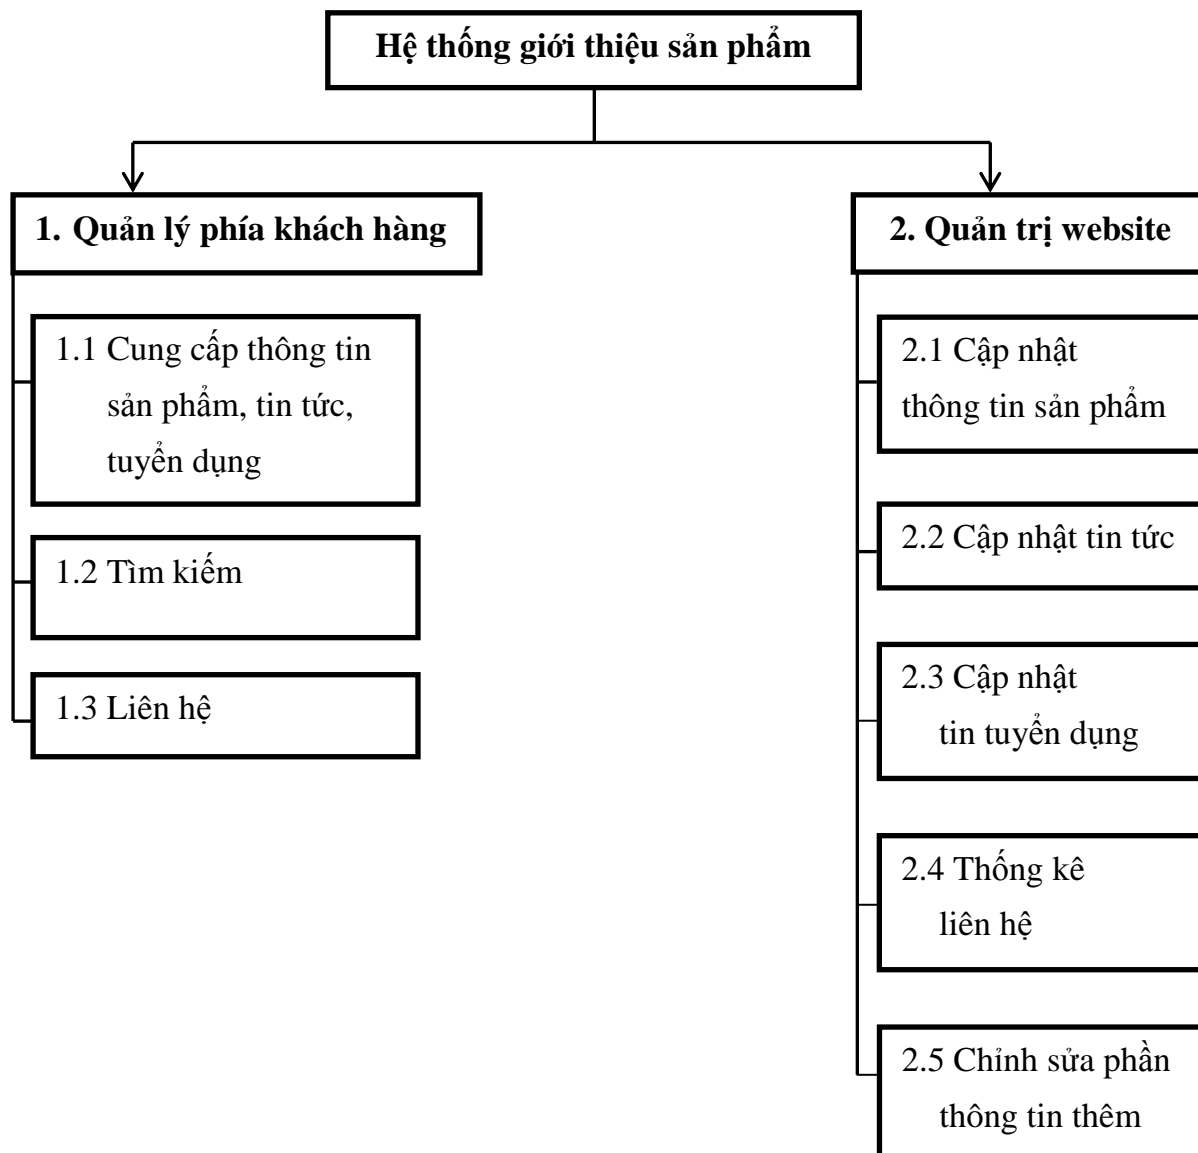 Hệ thống giới thiệu sản phẩm
1. Quản lý phía khách hàng
1.1 Cung cấp thông tin
sản phẩm, tin tức,
tuyển dụng
1.2 Tìm kiếm
1.3 Liên hệ
2. Quản trị website
2.1 Cập nhật
thông tin sản phẩm
2.2 Cập nhật tin tức
2.3 Cập nhật
tin tuyển dụng
2.4 Thống kê
liên hệ
2.5 Chỉnh sửa phần
thông tin thêm